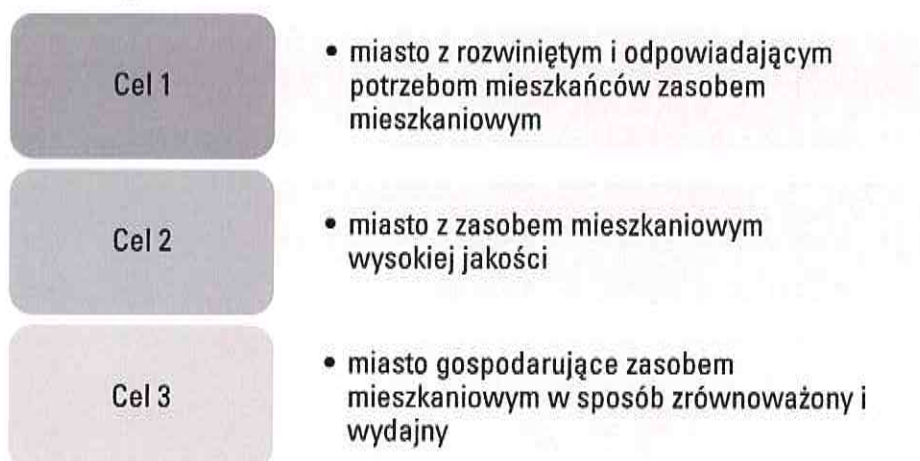 Cel 1
• miasto z rozwiniętym i odpowiadającym
potrzebom mieszkańców zasobem
mieszkaniowym
Cel 2
• miasto z zasobem mieszkaniowym
wysokiej jakości
Cel 3
• miasto gospodarujące zasobem
mieszkaniowym w sposób zrównoważony i
wydajny